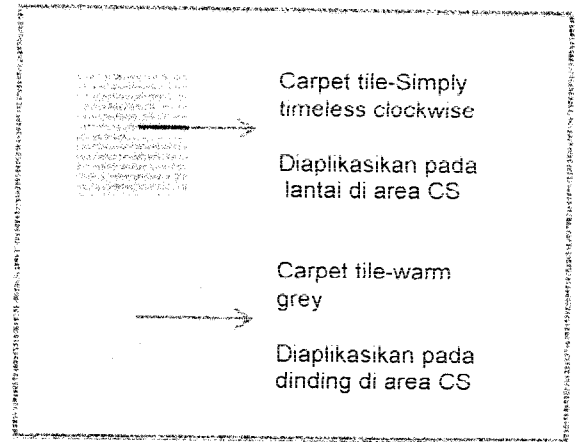 Carpet tile-Simply
timeless clockwise
Diaplikasikan pada
lantai di area CS
Carpet tile-warm
grey
Diaplikasikan pada
dinding di area CS